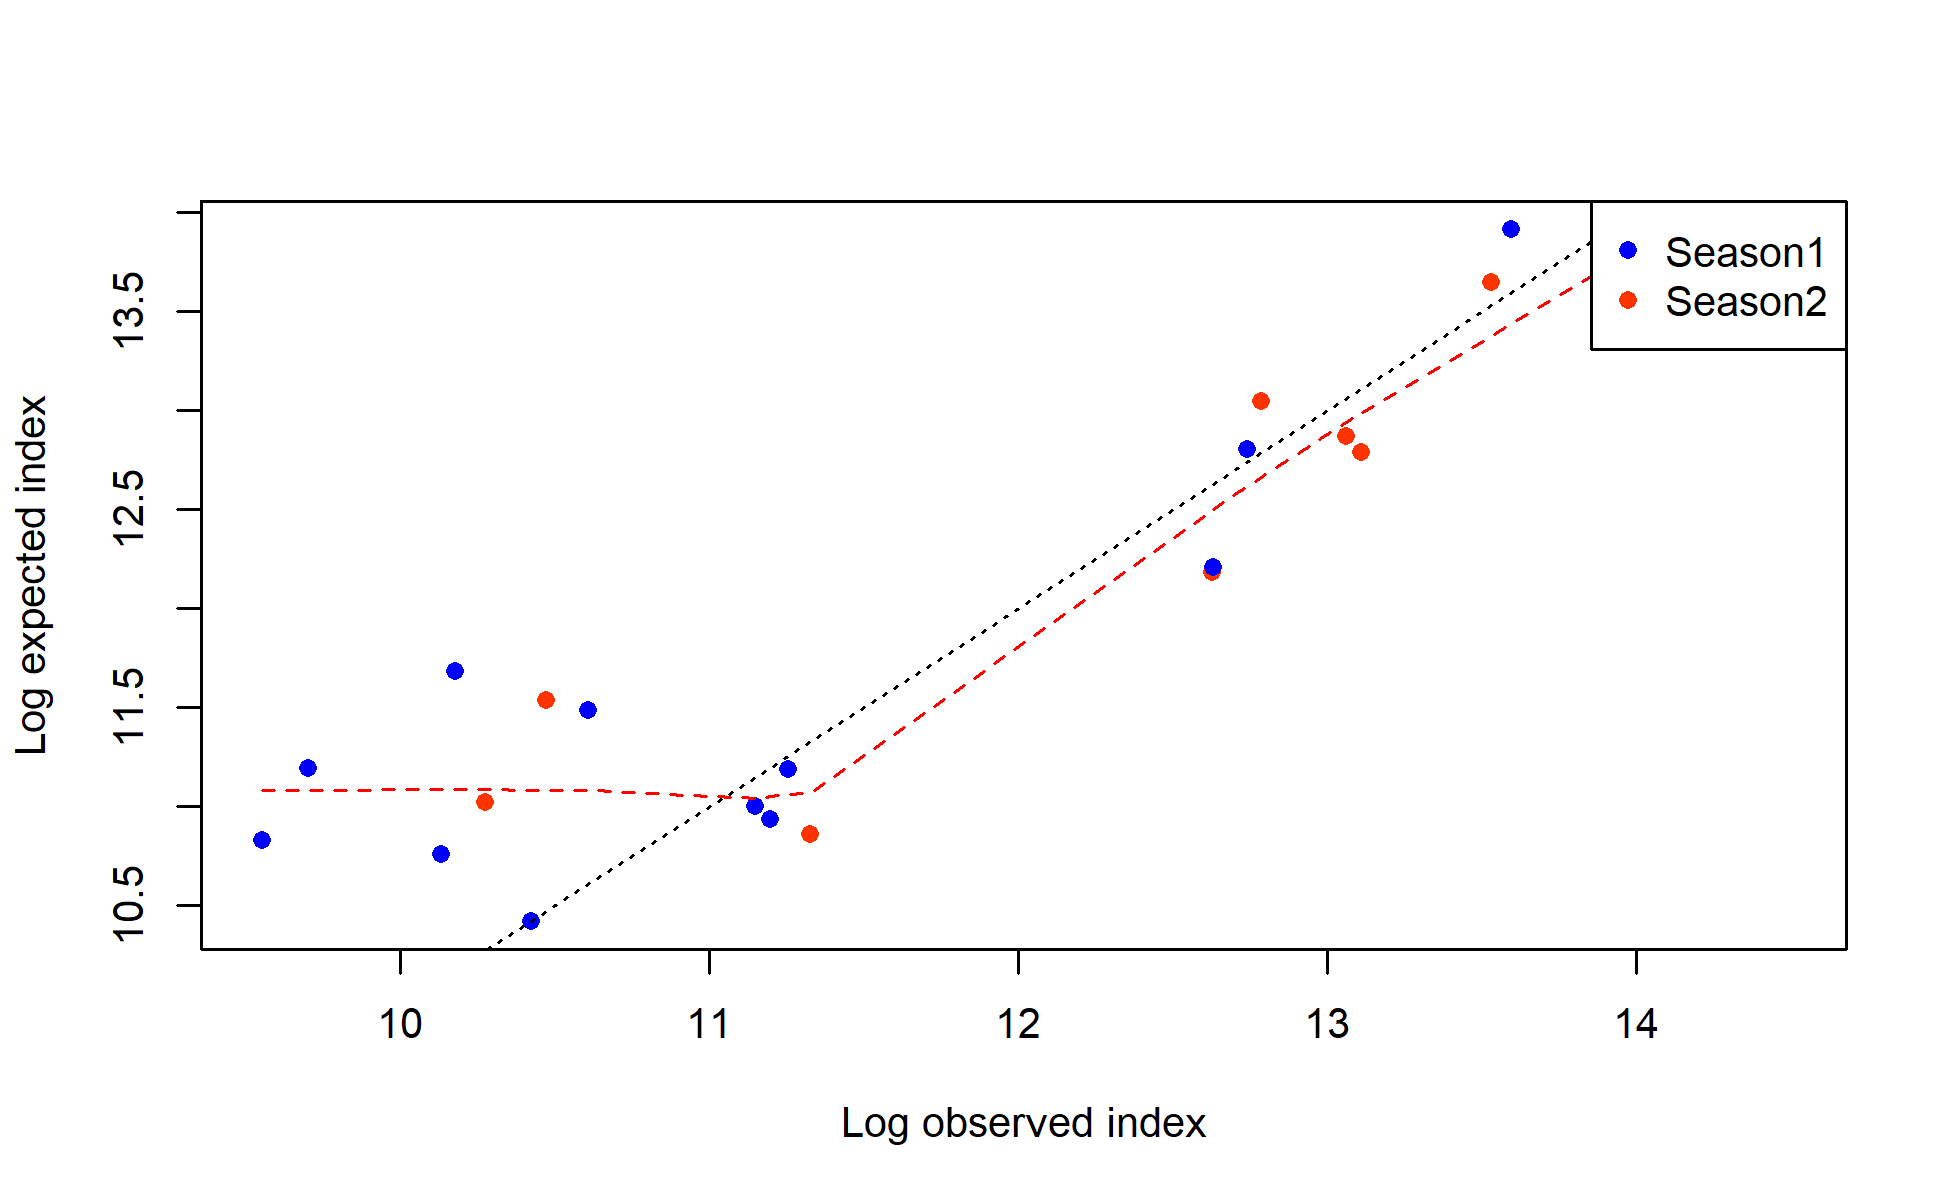 Season1
Season2
13.5
12.5
11.5
10.5
Log expected index
10 11 12 13 14
Log observed index